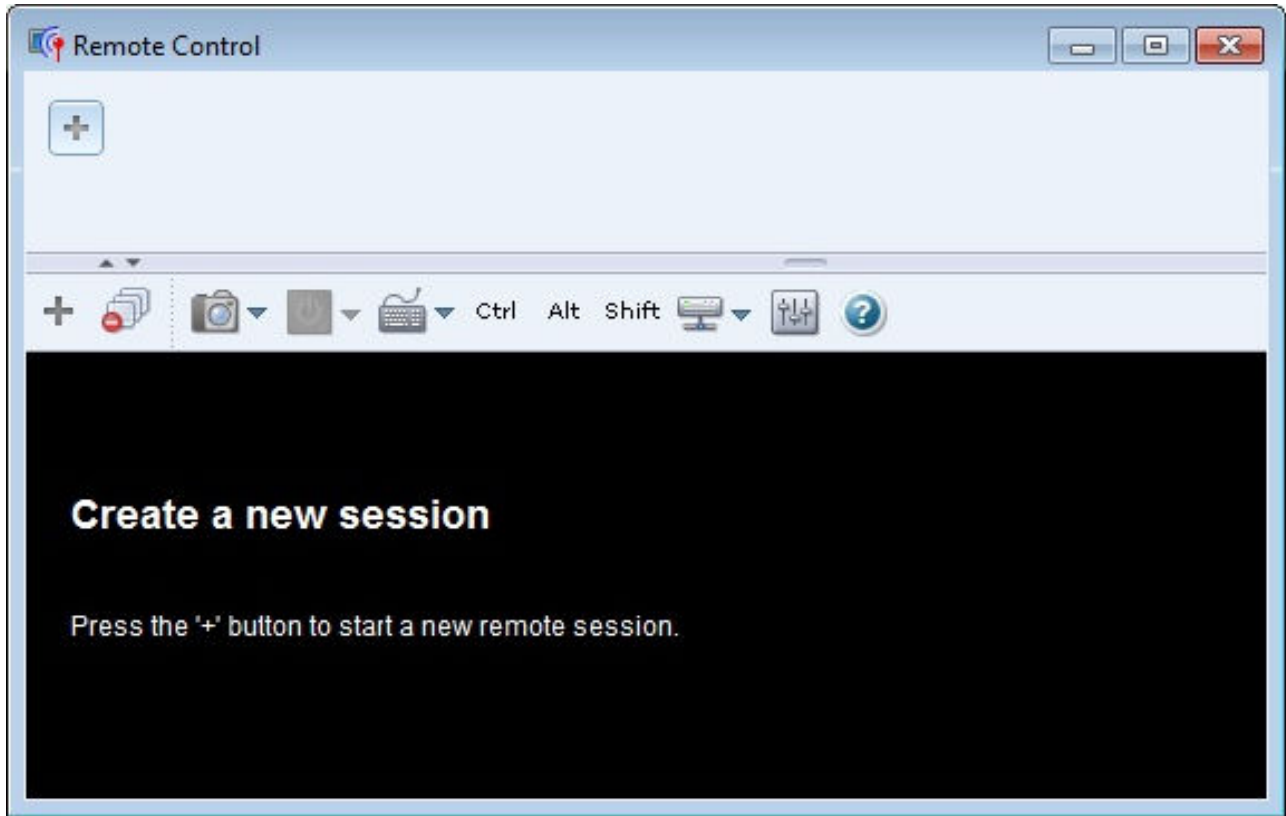 Remote Control
Ctrl Alt Shift
Create a new session
Press the '+' button to start a new remote session.